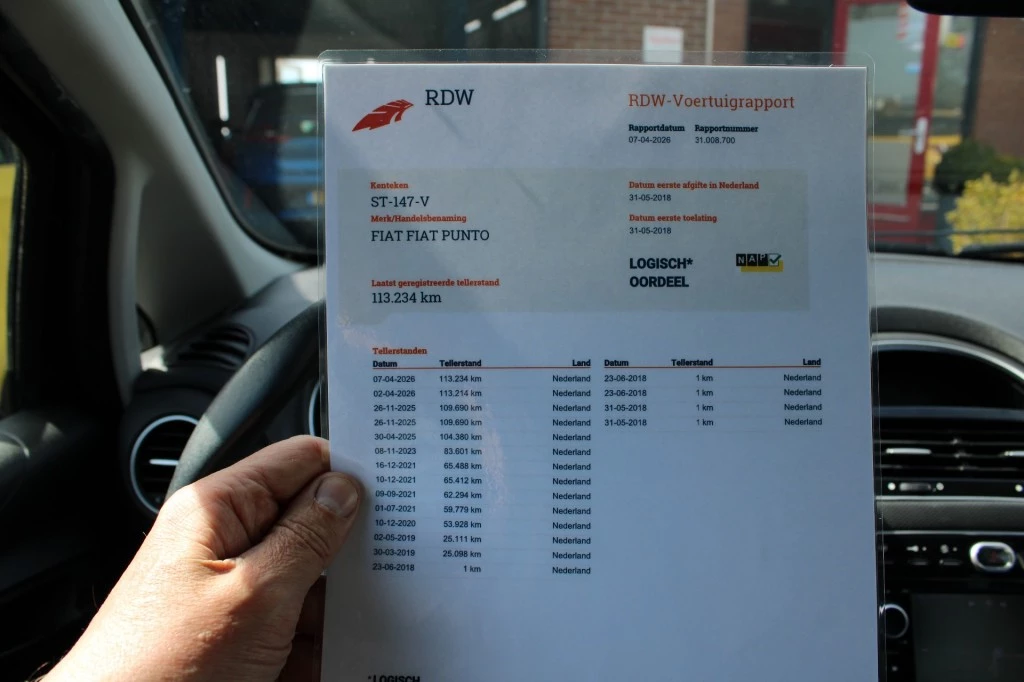 RDW
RDW-Voertuigrapport
Rapportdatum Rapportnummer
07-04-2026 31.008.700
Kenteken
ST-147-V
Merk/Handelsbenaming
FIAT FIAT PUNTO
Laatst geregistreerde tellerstand
113.234 km
Datum eerste afgifte in Nederland
31-05-2018
Datum eerste toelating
31-05-2018
LOGISCH*
OORDEEL
NAP
Tellerstanden
Datum Tellerstand Land Datum Tellerstand Land
07-04-2026 113.234 km Nederland 23-06-2018 1 km Nederland
02-04-2026 113.214 km Nederland 23-06-2018 1 km Nederland
26-11-2025 109.690 km Nederland 31-05-2018 1 km Nederland
26-11-2025 109.690 km Nederland 31-05-2018 1 km Nederland
30-04-2025 104.380 km Nederland
08-11-2023 83.601 km Nederland
16-12-2021 65.488 km Nederland
10-12-2021 65.412 km Nederland
09-09-2021 62.294 km Nederland
01-07-2021 59.779 km Nederland
10-12-2020 53.928 km Nederland
02-05-2019 25.111 km Nederland
30-03-2019 25.098 km Nederland
23-06-2018 1 km Nederland
*LOGISCH